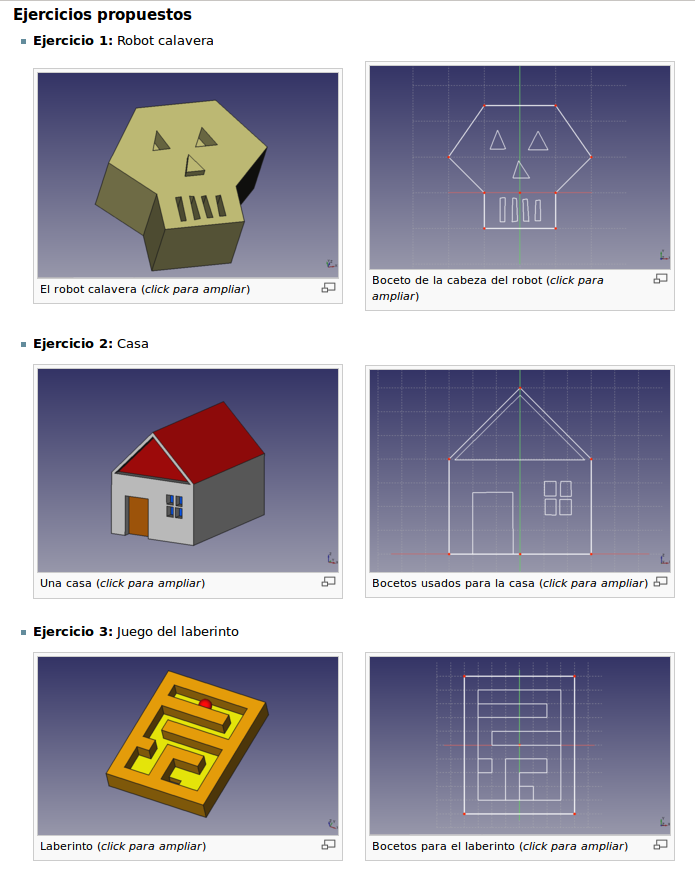 Ejercicios propuestos
Ejercicio 1: Robot calavera
El robot calavera (click para ampliar)
Boceto de la cabeza del robot (click para
ampliar)
Ejercicio 2: Casa
Una casa (click para ampliar)
Bocetos usados para la casa (click para ampliar)
Ejercicio 3: Juego del laberinto
Laberinto (click para ampliar)
Bocetos para el laberinto (click para ampliar)